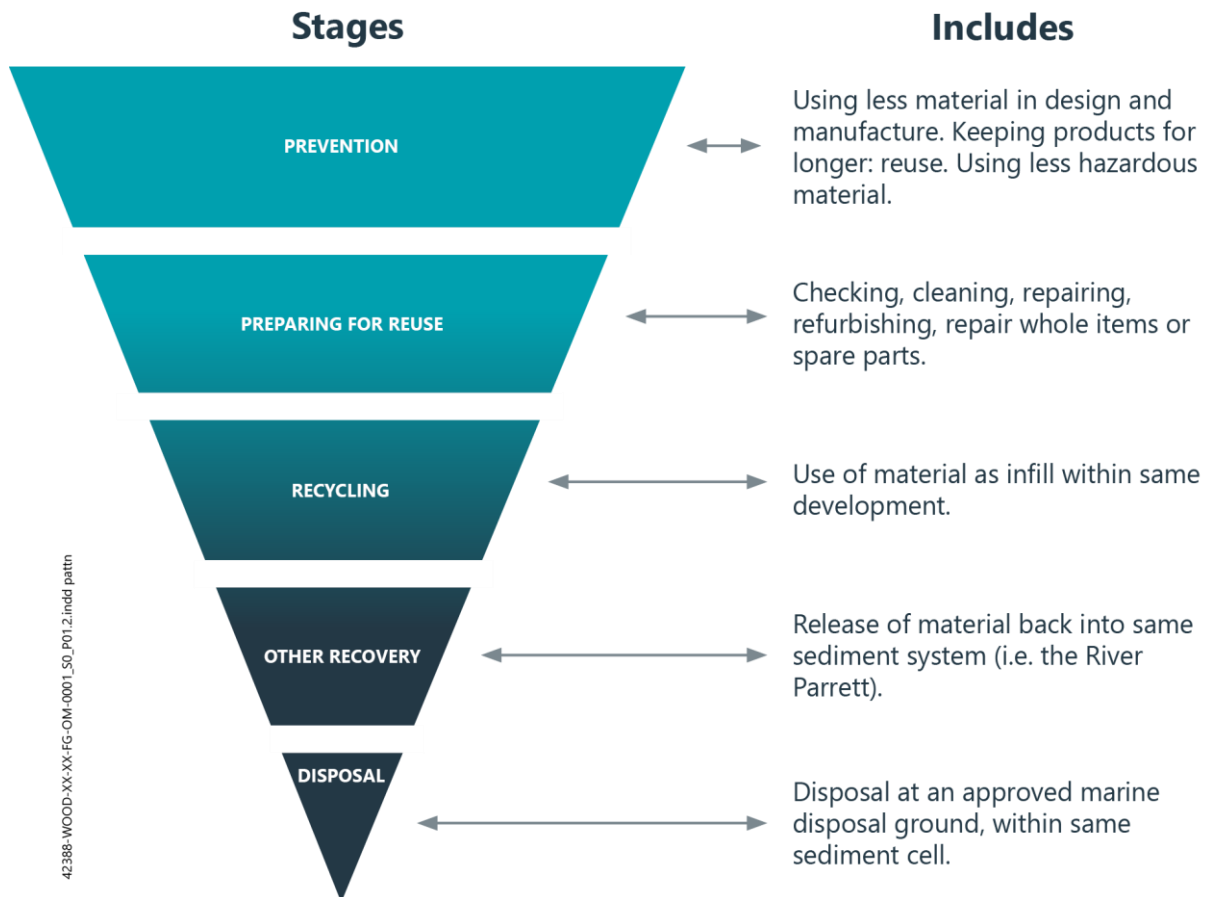 Stages
Includes
PREVENTION
Using less material in design and
manufacture. Keeping products for
longer: reuse. Using less hazardous
material.
PREPARING FOR REUSE
Checking, cleaning, repairing,
refurbishing, repair whole items or
spare parts.
RECYCLING
Use of material as infill within same
development.
OTHER RECOVERY
Release of material back into same
sediment system (i.e. the River
Parrett).
DISPOSAL
Disposal at an approved marine
disposal ground, within same
sediment cell.
42388-WOOD-XX-XX-FG-OM-0001_S0_P01.2.indd pattn